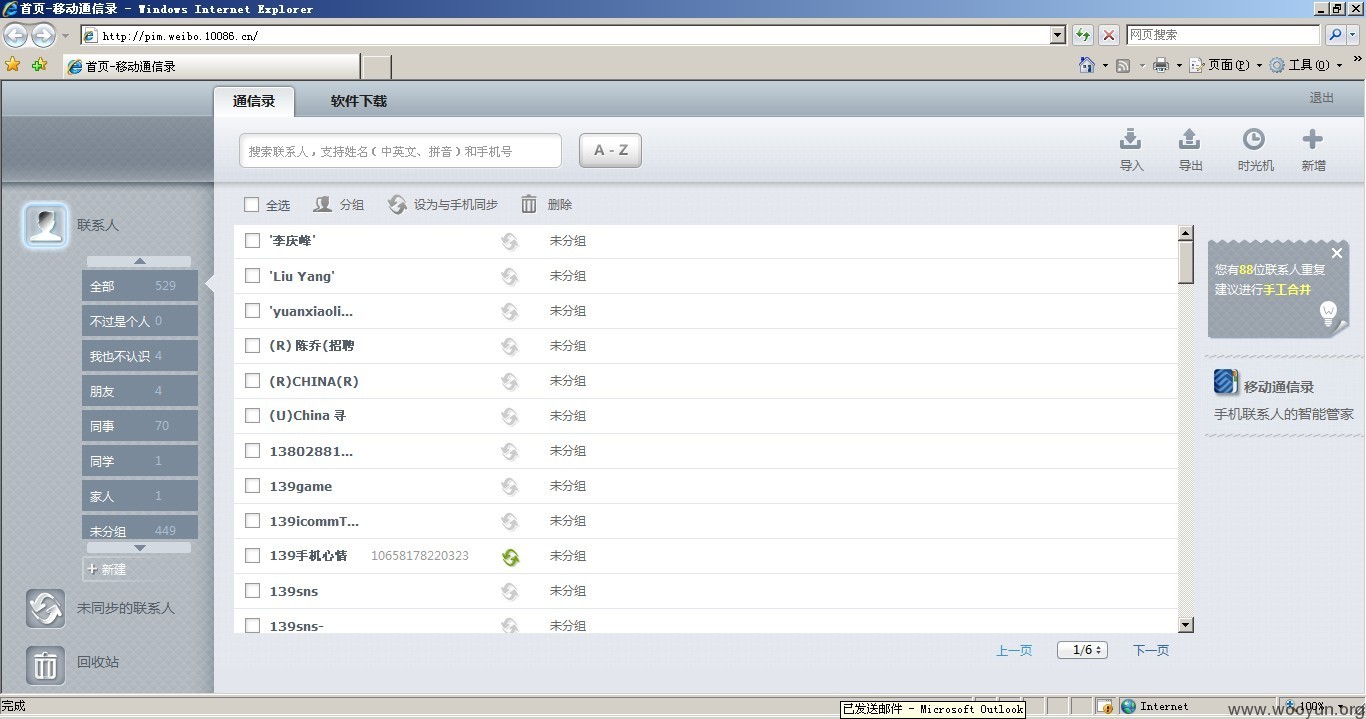 首页-移动通信录 - Windows Internet Explorer
http://pim.weibo.10086.cn/
网页搜索
首页-移动通信录
页面(P)
工具(O)
»
通信录
软件下载
退出
搜索联系人，支持姓名（中英文、拼音）和手机号
A - Z
导入
导出
时光机
新增
联系人
全部 529
不过是个人 0
我也不认识 4
朋友 4
同事 70
同学 1
家人 1
未分组 449
+ 新建
未同步的联系人
回收站
全选
分组
设为与手机同步
删除
'李庆峰' 未分组
'Liu Yang' 未分组
'yuanxiaoli... 未分组
(R) 陈乔(招聘 未分组
(R)CHINA(R) 未分组
(U)China 寻 未分组
13802881... 未分组
139game 未分组
139icommT... 未分组
139手机心情 10658178220323 未分组
139sns 未分组
139sns- 未分组
上一页
1/6
下一页
您有88位联系人重复
建议进行手工合并
移动通信录
手机联系人的智能管家
完成
已发送邮件 - Microsoft Outlook
Internet
100%
www.wooyun.org